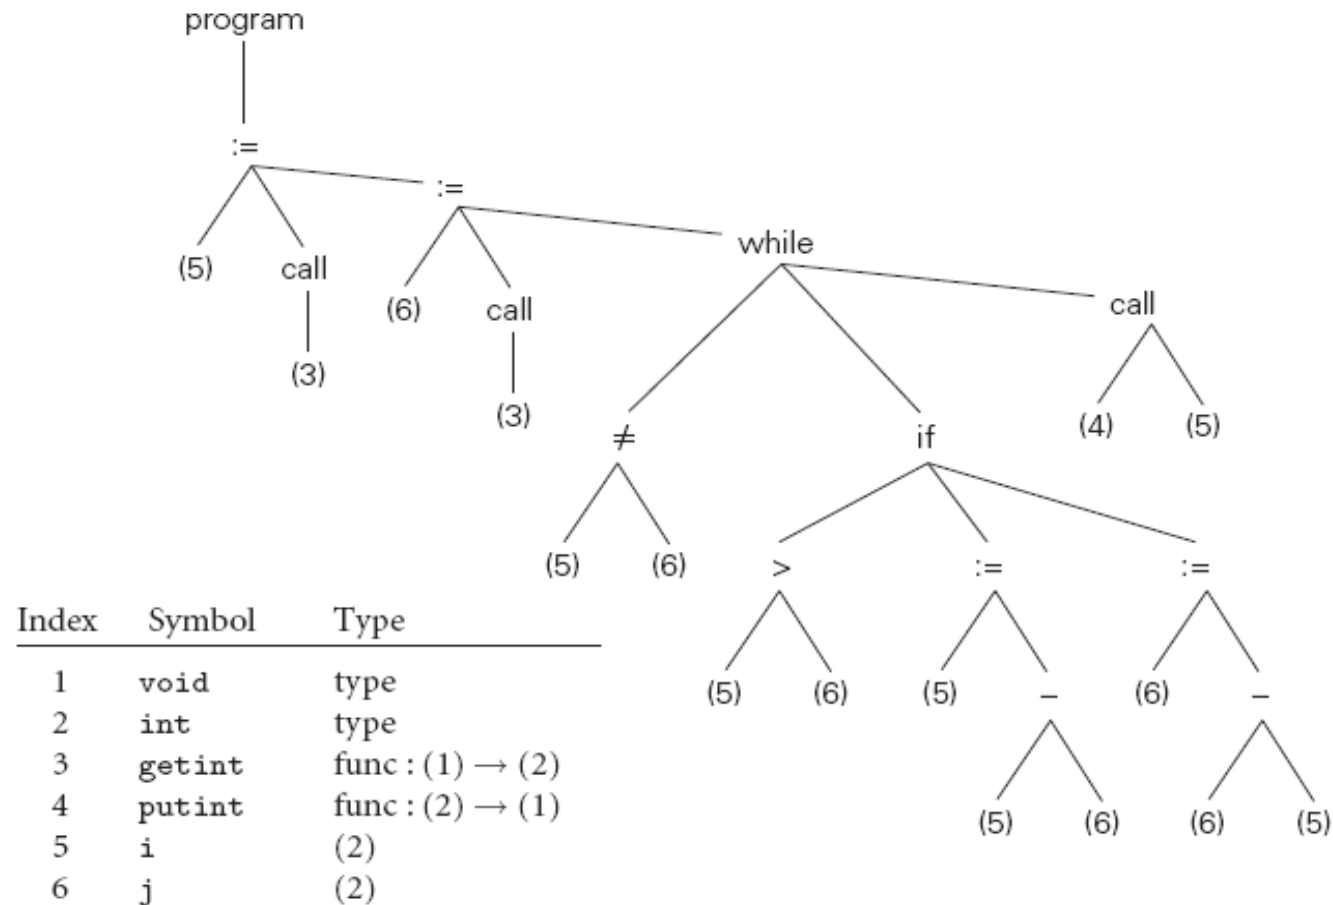 program
:=
:=
while
(5) call
(6) call
call
(3)
(3)
≠ if (4) (5)
(5) (6) > := :=
(5) (6) (5) – (6) –
(5) (6) (6) (5)
Index Symbol Type
1 void type
2 int type
3 getint func : (1) → (2)
4 putint func : (2) → (1)
5 i (2)
6 j (2)